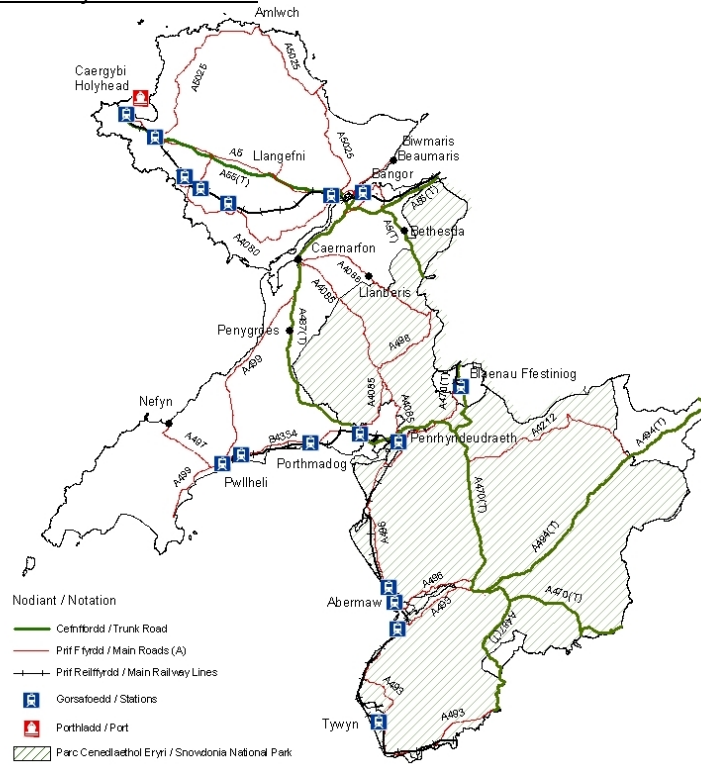 Amlwch
A5025
A5025
Caergybi
Holyhead
A5025
Biwmaris
Beaumaris
A5
Llangefni
A55(T)
Bangor
A55(T)
A5(T)
Bethesda
A4080
Caernarfon
A4086
Llanberis
A4085
A487(T)
Penygroes
A498
A499
A4085
A4085
A470(T)
Blaenau Ffestiniog
Nefyn
A497
B4354
Penrhyndeudraeth
A4212
A494(T)
Porthmadog
A499
Pwllheli
A470(T)
A496
A494(T)
A496
A470(T)
Abermaw
A493
A487(T)
A493
Tywyn
A493
Nodiant / Notation
Cefnffordd / Trunk Road
Prif Ffyrdd / Main Roads (A)
Prif Reilffyrdd / Main Railway Lines
Gorsafoedd / Stations
Porthladd / Port
Parc Cenedlaethol Eryri / Snowdonia National Park